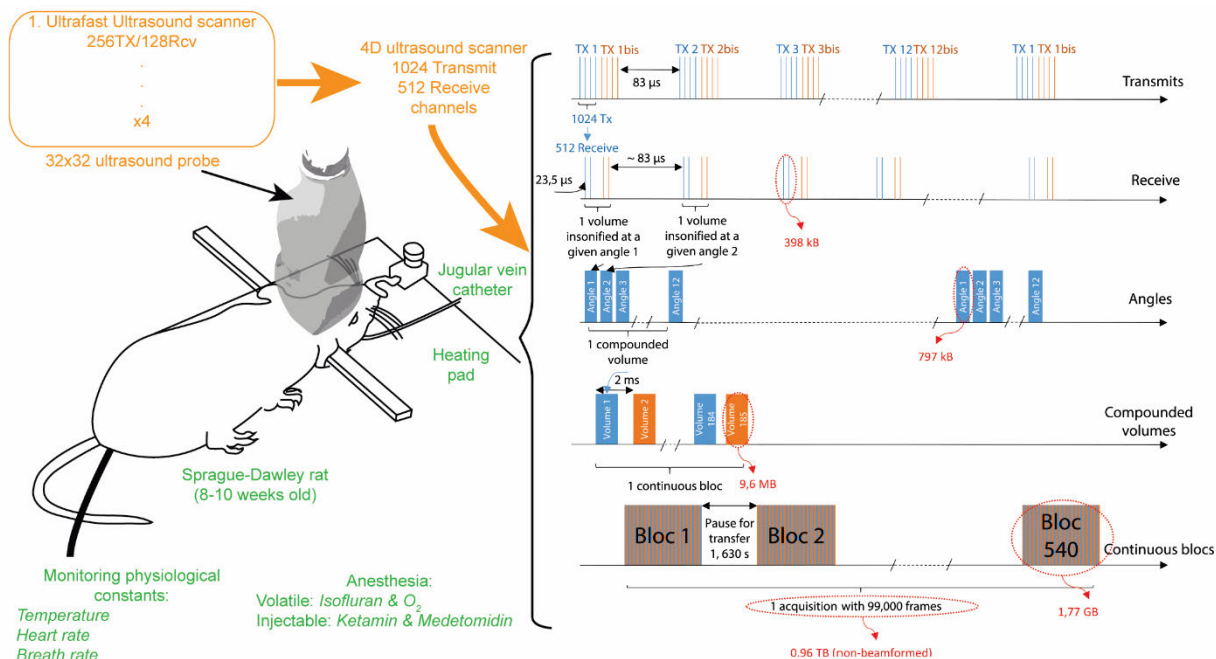 1. Ultrafast Ultrasound scanner
256TX/128Rcv
.
.
.
x4
32x32 ultrasound probe
4D ultrasound scanner
1024 Transmit
512 Receive
channels
Jugular vein
catheter
Heating
pad
Sprague-Dawley rat
(8-10 weeks old)
Monitoring physiological
constants:
Temperature
Heart rate
Breath rate
Anesthesia:
Volatile: Isofluran & O2
Injectable: Ketamin & Medetomidin
TX 1 TX 1bis TX 2 TX 2bis TX 3 TX 3bis TX 12 TX 12bis TX 1 TX 1bis
83 µs
Transmits
1024 Tx
512 Receive
~ 83 µs
23,5 µs
Receive
1 volume
insonified at a
given angle 1
1 volume
insonified at a
given angle 2
398 kB
Angle 1 Angle 2 Angle 3 Angle 12 Angle 1 Angle 2 Angle 3 Angle 12
Angles
1 compounded
volume
797 kB
2 ms
Volume 1 Volume 2 Volume 184 Volume 185
Compounded
volumes
1 continuous bloc
9,6 MB
Bloc 1
Pause for
transfer
1, 630 s
Bloc 2
Bloc
540
Continuous blocs
1 acquisition with 99,000 frames
1,77 GB
0.96 TB (non-beamformed)